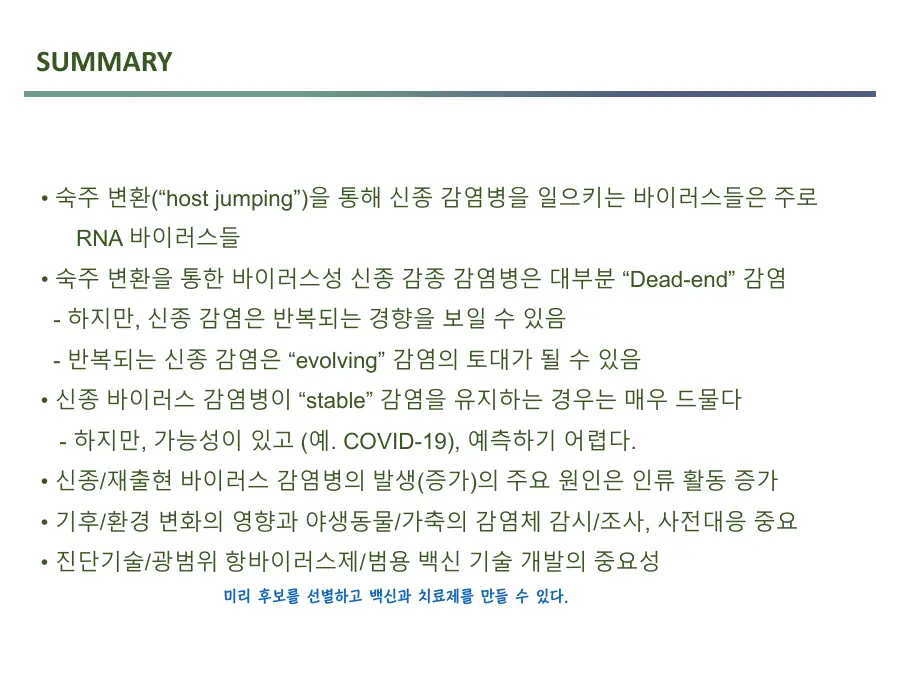 SUMMARY
• 숙주 변환(“host jumping”)을 통해 신종 감염병을 일으키는 바이러스들은 주로
RNA 바이러스들
• 숙주 변환을 통한 바이러스성 신종 감종 감염병은 대부분 “Dead-end” 감염
- 하지만, 신종 감염은 반복되는 경향을 보일 수 있음
- 반복되는 신종 감염은 “evolving” 감염의 토대가 될 수 있음
• 신종 바이러스 감염병이 “stable” 감염을 유지하는 경우는 매우 드물다
- 하지만, 가능성이 있고 (예. COVID-19), 예측하기 어렵다.
• 신종/재출현 바이러스 감염병의 발생(증가)의 주요 원인은 인류 활동 증가
• 기후/환경 변화의 영향과 야생동물/가축의 감염체 감시/조사, 사전대응 중요
• 진단기술/광범위 항바이러스제/범용 백신 기술 개발의 중요성
미리 후보를 선별하고 백신과 치료제를 만들 수 있다.